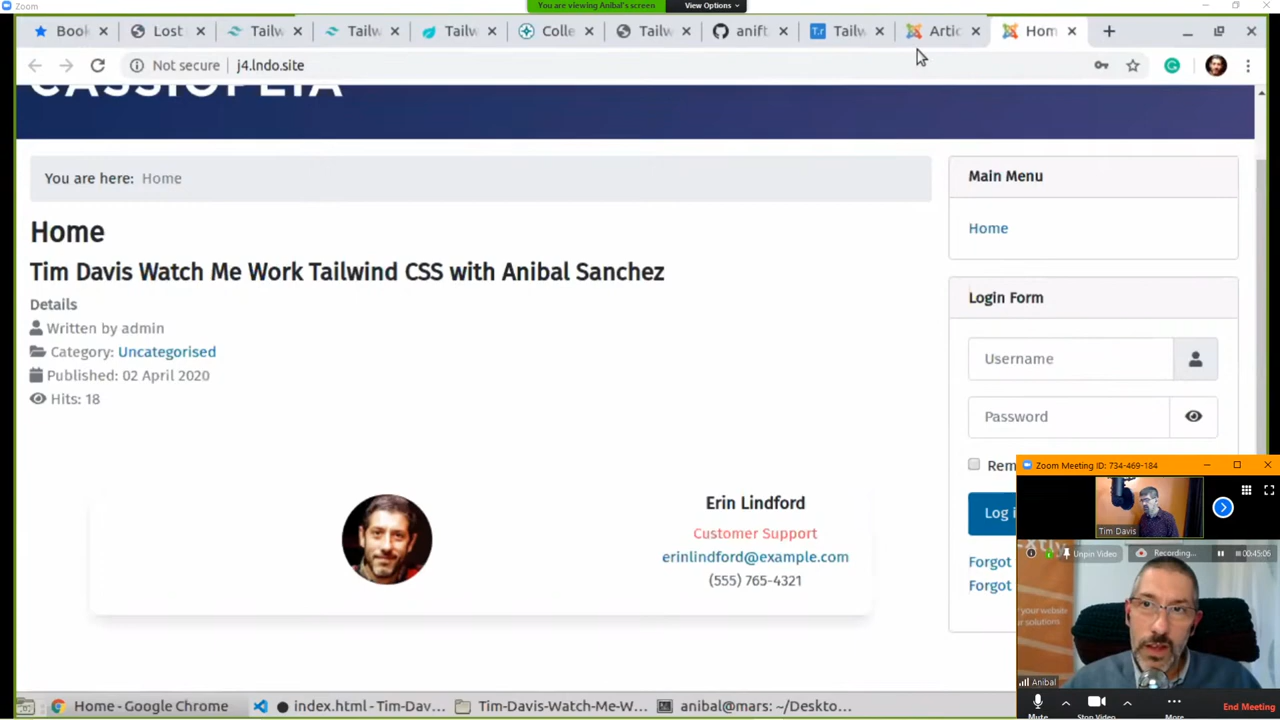 Zoom
You are viewing Anibal's screen
View Options
Book
Lost
Tailw
Tailw
Tailw
Colle
Tailw
anift
Tailw
Artic
Hom
Not secure
j4.lndo.site
CASSIOPEIA
You are here: Home
Home
Tim Davis Watch Me Work Tailwind CSS with Anibal Sanchez
Details
Written by admin
Category: Uncategorised
Published: 02 April 2020
Hits: 18
Erin Lindford
Customer Support
erinlindford@example.com
(555) 765-4321
Main Menu
Home
Login Form
Username
Password
Rem
Log i
Forgot
Forgot
Zoom Meeting ID: 734-469-184
Tim Davis
Unpin Video
Recording...
00:45:06
your website
solutions.
Anibal
Mute
Stop Video
More
End Meeting
Home - Google Chrome
index.html - Tim-Dav...
Tim-Davis-Watch-Me-W...
anibal@mars: ~/Deskto...